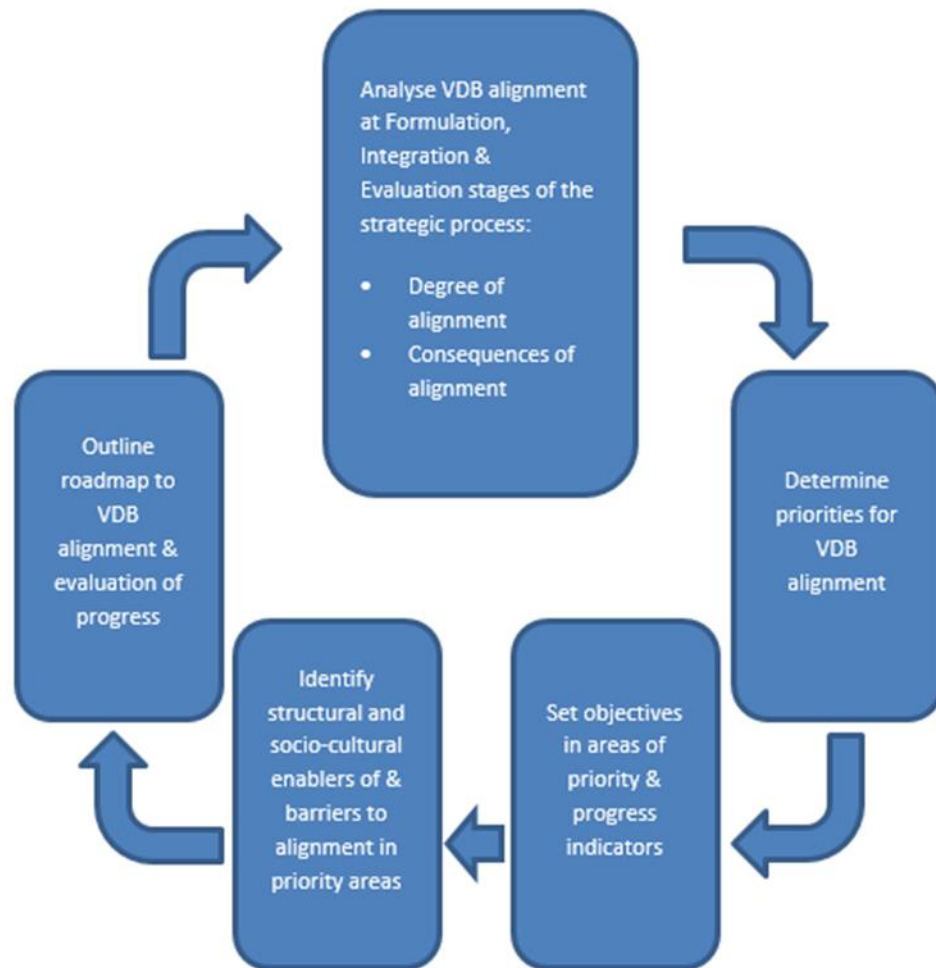 Analyse VDB alignment
at Formulation,
Integration &
Evaluation stages of the
strategic process:
• Degree of
alignment
• Consequences of
alignment
Determine
priorities for
VDB
alignment
Set objectives
in areas of
priority &
progress
indicators
Identify
structural and
socio-cultural
enablers of &
barriers to
alignment in
priority areas
Outline
roadmap to
VDB
alignment &
evaluation of
progress